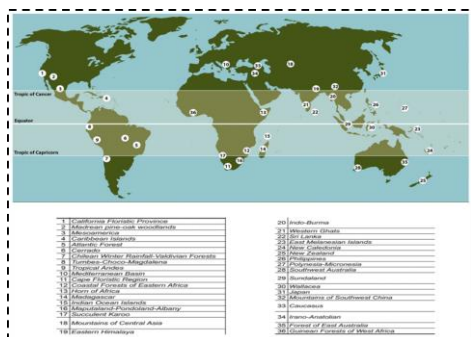 Tropic of Cancer
Equator
Tropic of Capricorn
1 California Floristic Province
2 Madrean pine-oak woodlands
3 Mesoamerica
4 Caribbean Islands
5 Atlantic Forest
6 Cerrado
7 Chilean Winter Rainfall-Valdivian Forests
8 Tumbes-Choco-Magdalena
9 Tropical Andes
10 Mediterranean Basin
11 Cape Floristic Region
12 Coastal Forests of Eastern Africa
13 Horn of Africa
14 Madagascar
15 Indian Ocean Islands
16 Maputaland-Pondoland-Albany
17 Succulent Karoo
18 Mountains of Central Asia
19 Eastern Himalaya
20 Indo-Burma
21 Western Ghats
22 Sri Lanka
23 East Melanesian Islands
24 New Caledonia
25 New Zealand
26 Philippines
27 Polynesia-Micronesia
28 Southwest Australia
29 Sundaland
30 Wallacea
31 Japan
32 Mountains of Southwest China
33 Caucasus
34 Irano-Anatolian
35 Forest of East Australia
36 Guinean Forests of West Africa